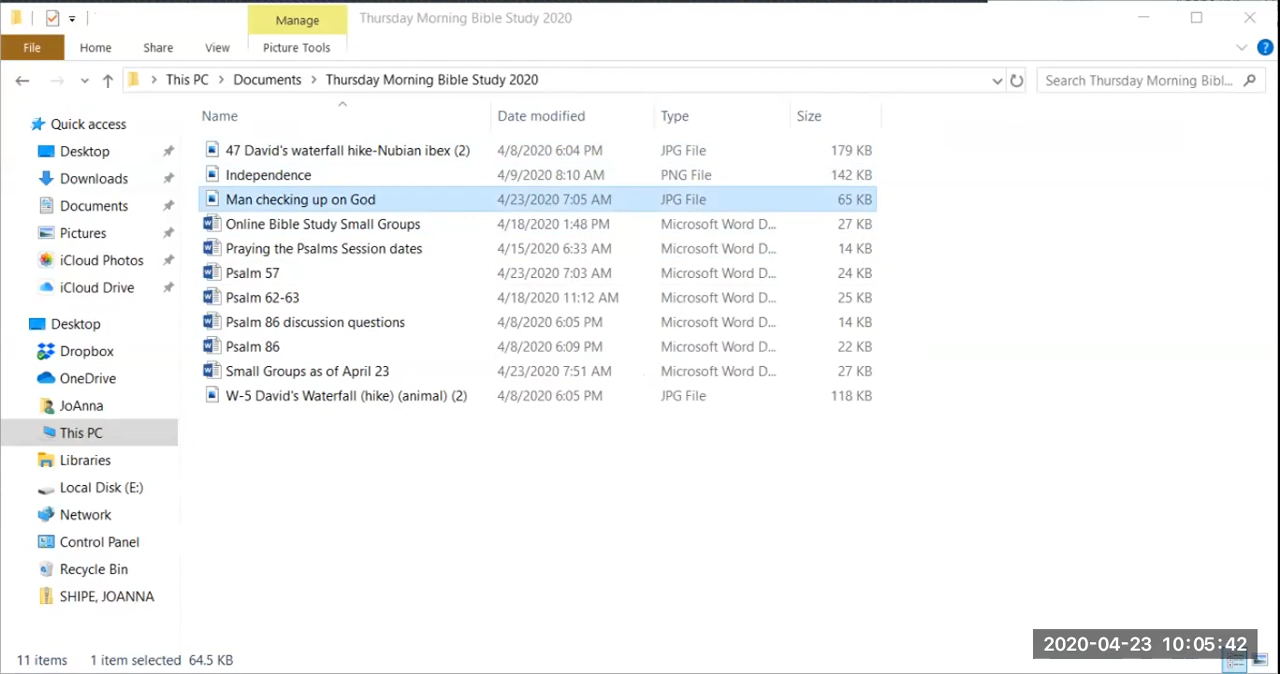 Manage Thursday Morning Bible Study 2020
File Home Share View Picture Tools
This PC > Documents > Thursday Morning Bible Study 2020 Search Thursday Morning Bibl...
Name Date modified Type Size
Quick access
Desktop
Downloads
Documents
Pictures
iCloud Photos
iCloud Drive
Desktop
Dropbox
OneDrive
JoAnna
This PC
Libraries
Local Disk (E:)
Network
Control Panel
Recycle Bin
SHIPE, JOANNA
47 David's waterfall hike-Nubian ibex (2) 4/8/2020 6:04 PM JPG File 179 KB
Independence 4/9/2020 8:10 AM PNG File 142 KB
Man checking up on God 4/23/2020 7:05 AM JPG File 65 KB
Online Bible Study Small Groups 4/18/2020 1:48 PM Microsoft Word D... 27 KB
Praying the Psalms Session dates 4/15/2020 6:33 AM Microsoft Word D... 14 KB
Psalm 57 4/23/2020 7:03 AM Microsoft Word D... 24 KB
Psalm 62-63 4/18/2020 11:12 AM Microsoft Word D... 25 KB
Psalm 86 discussion questions 4/8/2020 6:05 PM Microsoft Word D... 14 KB
Psalm 86 4/8/2020 6:09 PM Microsoft Word D... 22 KB
Small Groups as of April 23 4/23/2020 7:51 AM Microsoft Word D... 27 KB
W-5 David's Waterfall (hike) (animal) (2) 4/8/2020 6:05 PM JPG File 118 KB
2020-04-23 10:05:42
11 items 1 item selected 64.5 KB